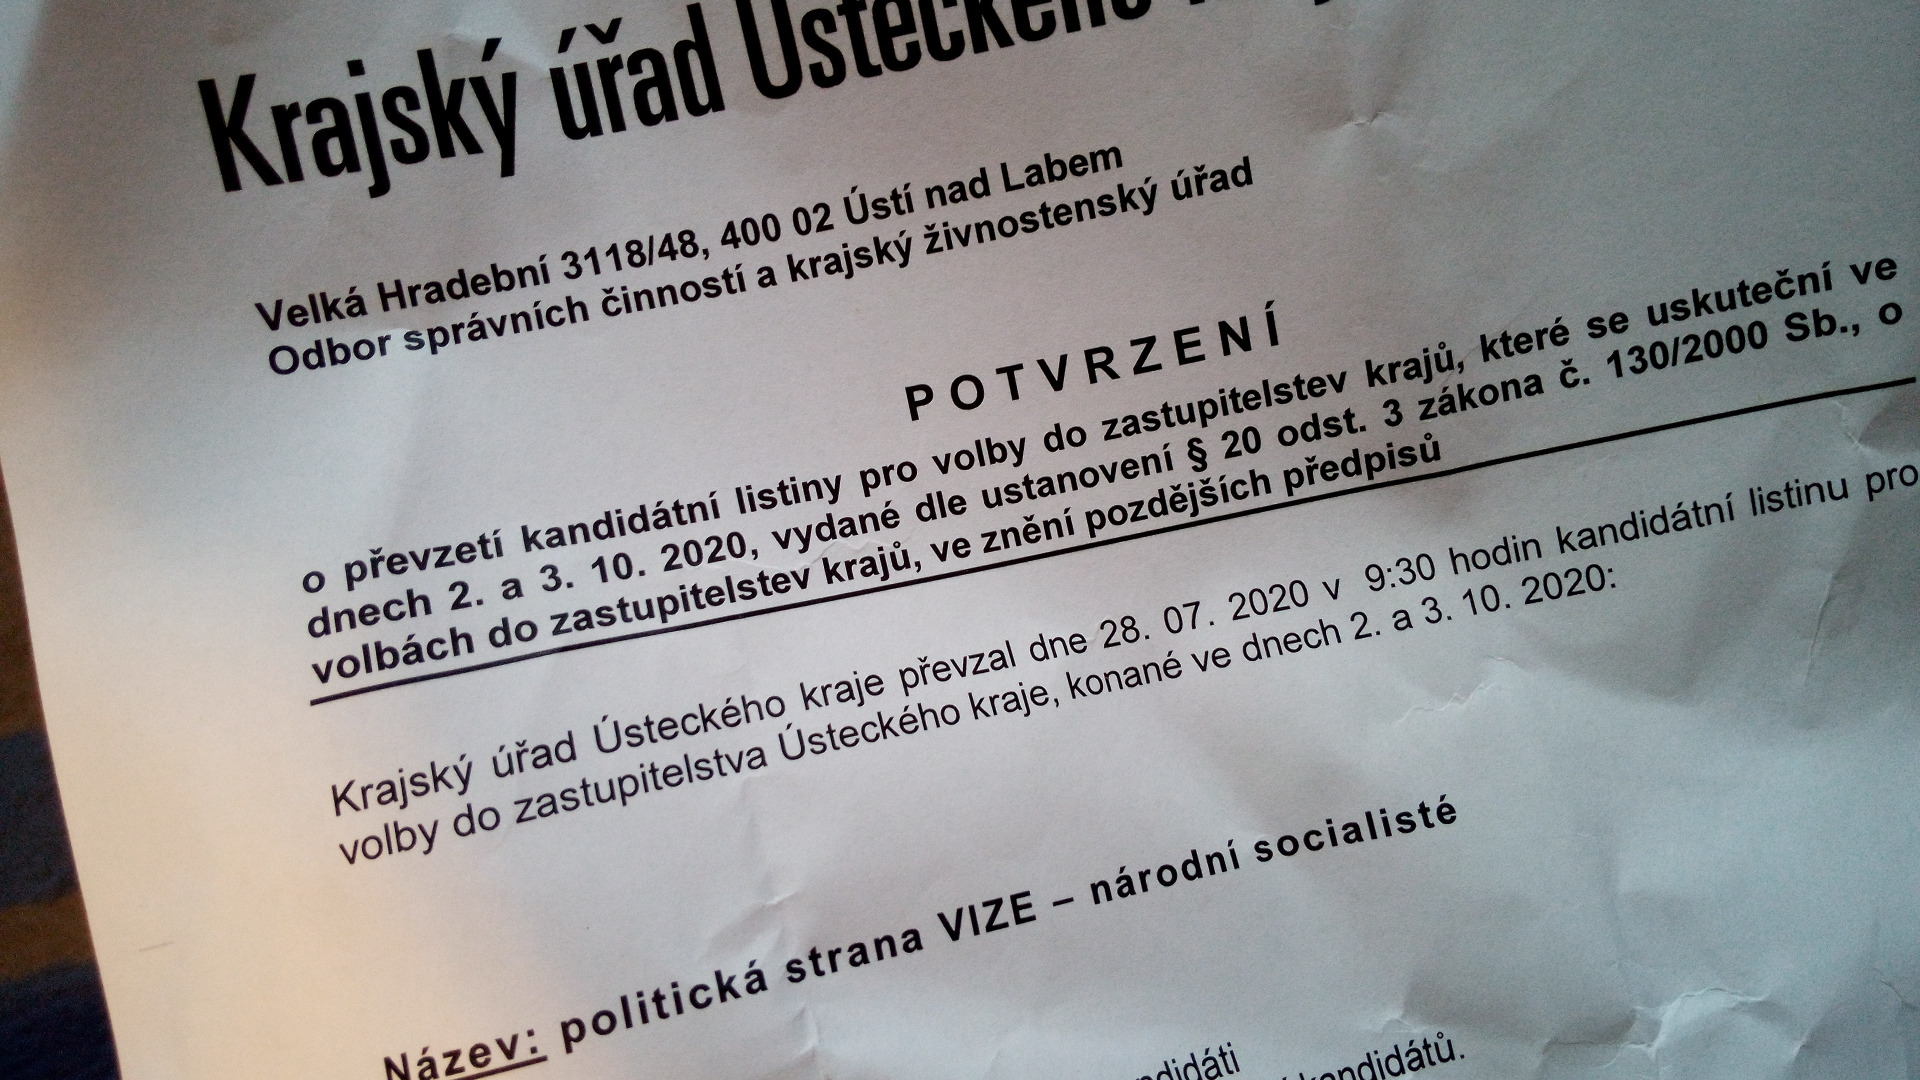 Krajský úřad Ústeckého
Velká Hradební 3118/48, 400 02 Ústí nad Labem
Odbor správních činností a krajský živnostenský úřad
POTVRZENÍ
o převzetí kandidátní listiny pro volby do zastupitelstev krajů, které se uskuteční ve
dnech 2. a 3. 10. 2020, vydané dle ustanovení § 20 odst. 3 zákona č. 130/2000 Sb., o
volbách do zastupitelstev krajů, ve znění pozdějších předpisů
Krajský úřad Ústeckého kraje převzal dne 28. 07. 2020 v 9:30 hodin kandidátní listinu pro
volby do zastupitelstva Ústeckého kraje, konané ve dnech 2. a 3. 10. 2020:
Název: politická strana VIZE – národní socialisté
kandidátů.